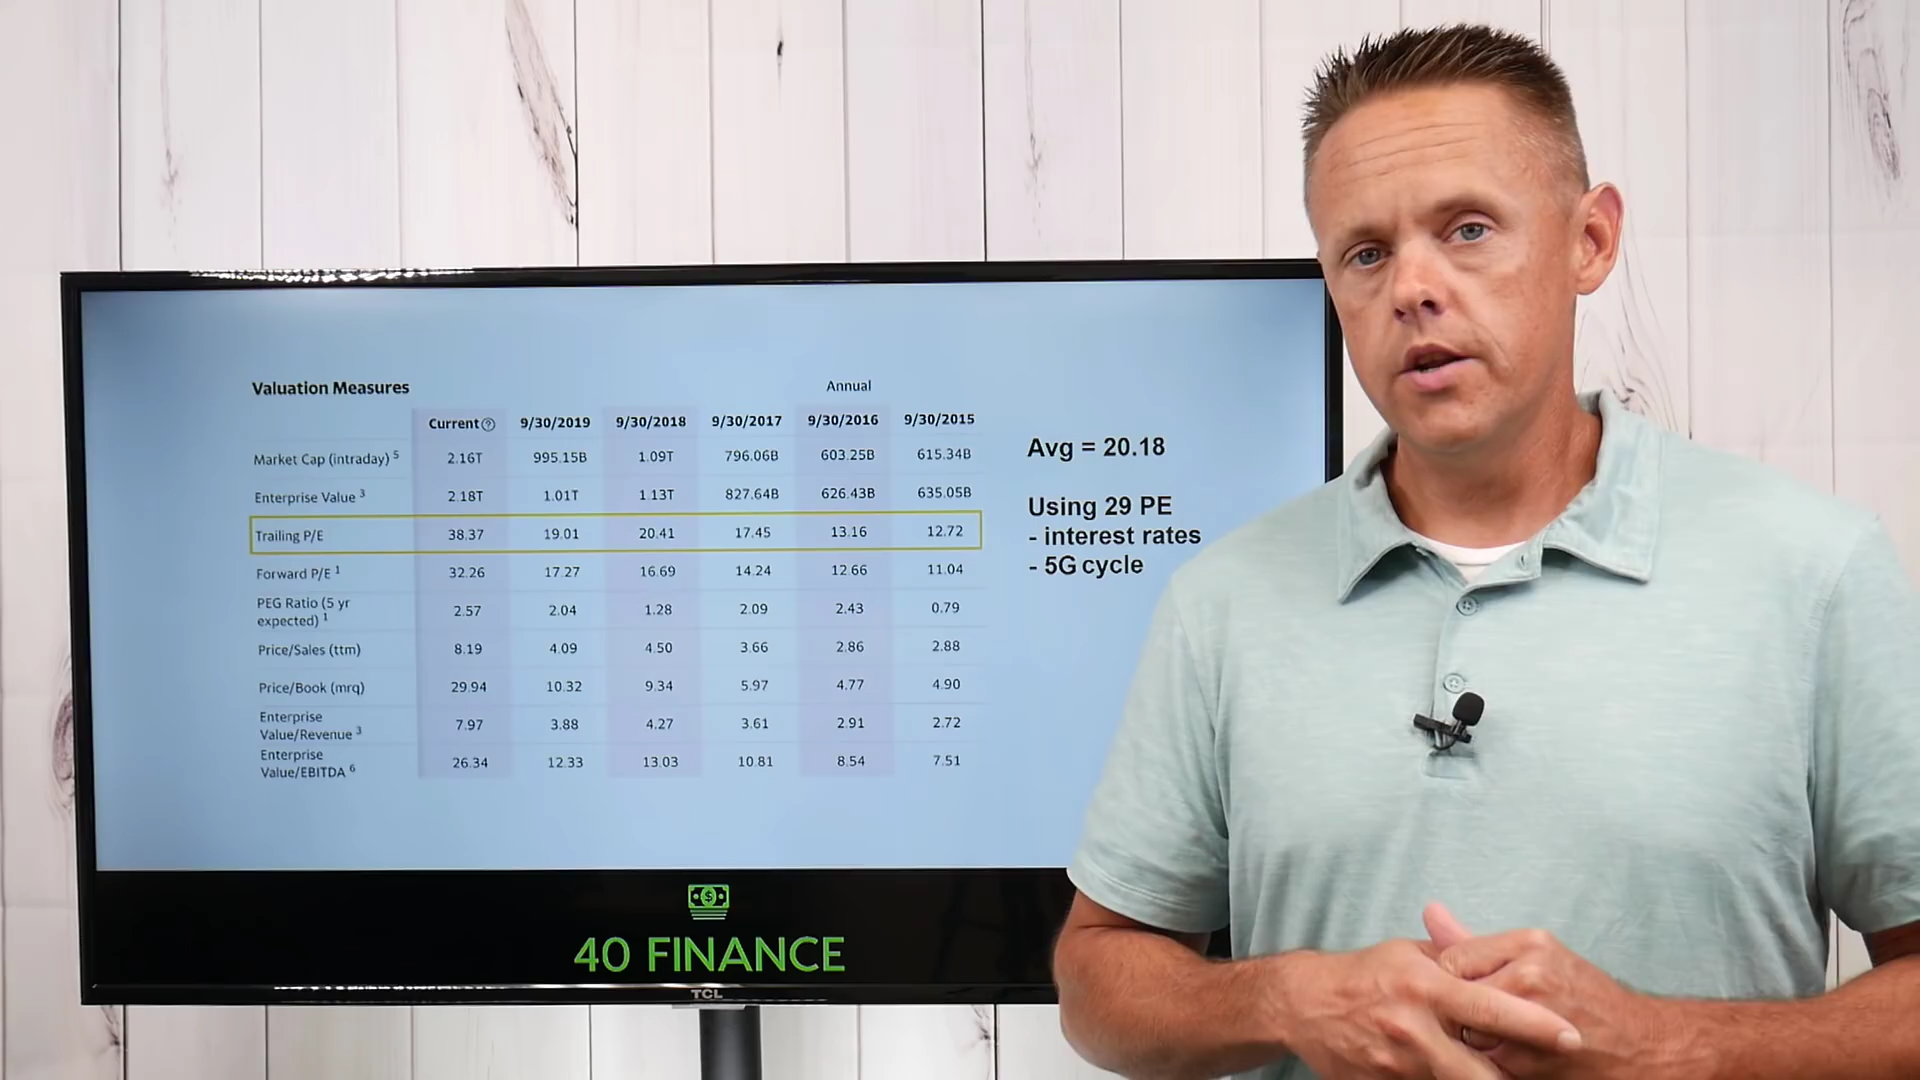 Valuation Measures Annual
Current? 9/30/2019 9/30/2018 9/30/2017 9/30/2016 9/30/2015
Market Cap (intraday) 5 2.16T 995.15B 1.09T 796.06B 603.25B 615.34B
Enterprise Value 3 2.18T 1.01T 1.13T 827.64B 626.43B 635.05B
Trailing P/E 38.37 19.01 20.41 17.45 13.16 12.72
Forward P/E 1 32.26 17.27 16.69 14.24 12.66 11.04
PEG Ratio (5 yr
expected) 1 2.57 2.04 1.28 2.09 2.43 0.79
Price/Sales (ttm) 8.19 4.09 4.50 3.66 2.86 2.88
Price/Book (mrq) 29.94 10.32 9.34 5.97 4.77 4.90
Enterprise
Value/Revenue 3 7.97 3.88 4.27 3.61 2.91 2.72
Enterprise
Value/EBITDA 6 26.34 12.33 13.03 10.81 8.54 7.51
Avg = 20.18
Using 29 PE
- interest rates
- 5G cycle
40 FINANCE
TCL